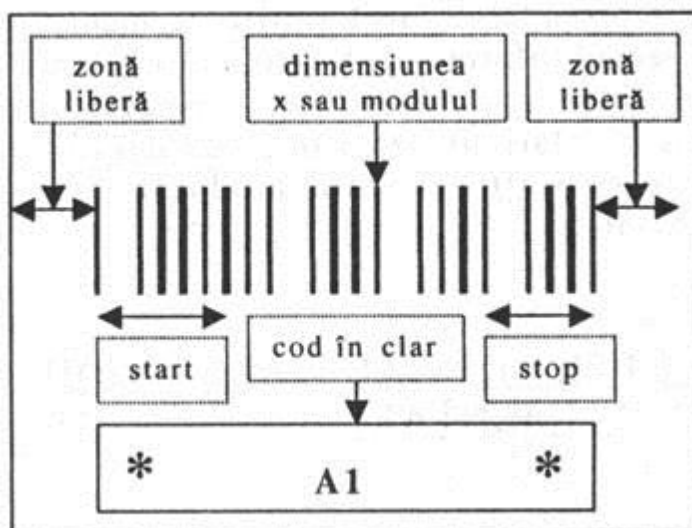 zonă
liberă
dimensiunea
x sau modulul
zonă
liberă
start
cod în clar
stop
* A1 *